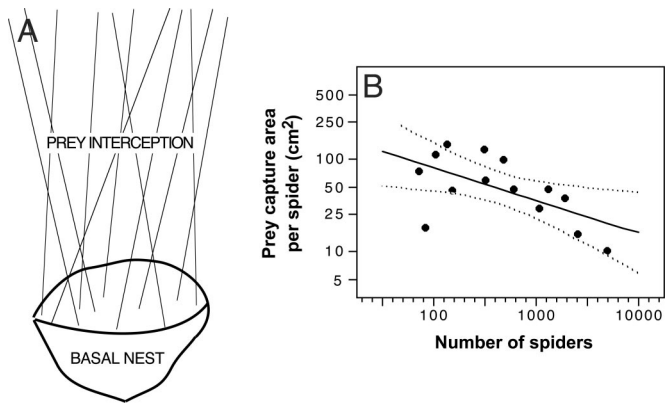 A
PREY INTERCEPTION
BASAL NEST
B
Prey capture area
per spider (cm²)
500
250
100
50
25
10
5
100
1000
10000
Number of spiders